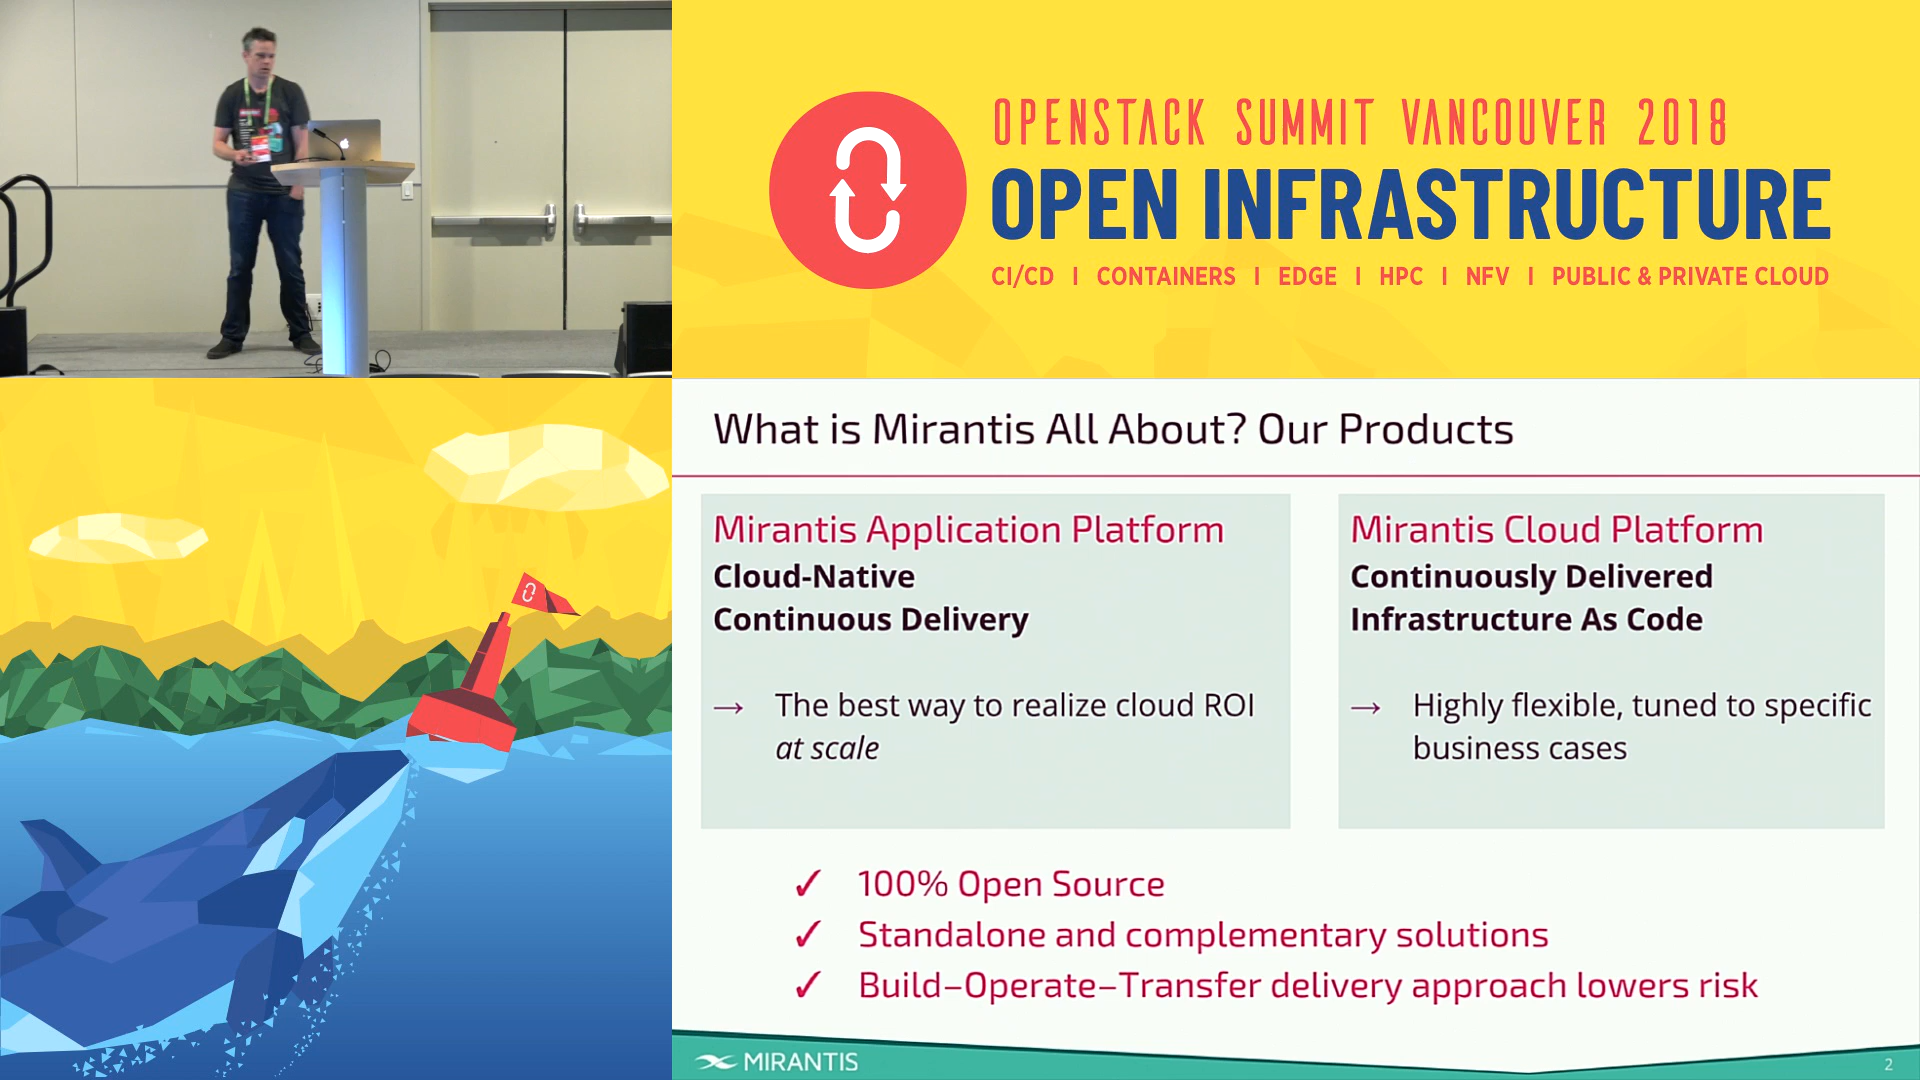 OPENSTACK SUMMIT VANCOUVER 2018
OPEN INFRASTRUCTURE
CI/CD I CONTAINERS I EDGE I HPC I NFV I PUBLIC & PRIVATE CLOUD
What is Mirantis All About? Our Products
Mirantis Application Platform
Cloud-Native
Continuous Delivery
→ The best way to realize cloud ROI
at scale
Mirantis Cloud Platform
Continuously Delivered
Infrastructure As Code
→ Highly flexible, tuned to specific
business cases
✓ 100% Open Source
✓ Standalone and complementary solutions
✓ Build–Operate–Transfer delivery approach lowers risk
MIRANTIS
2